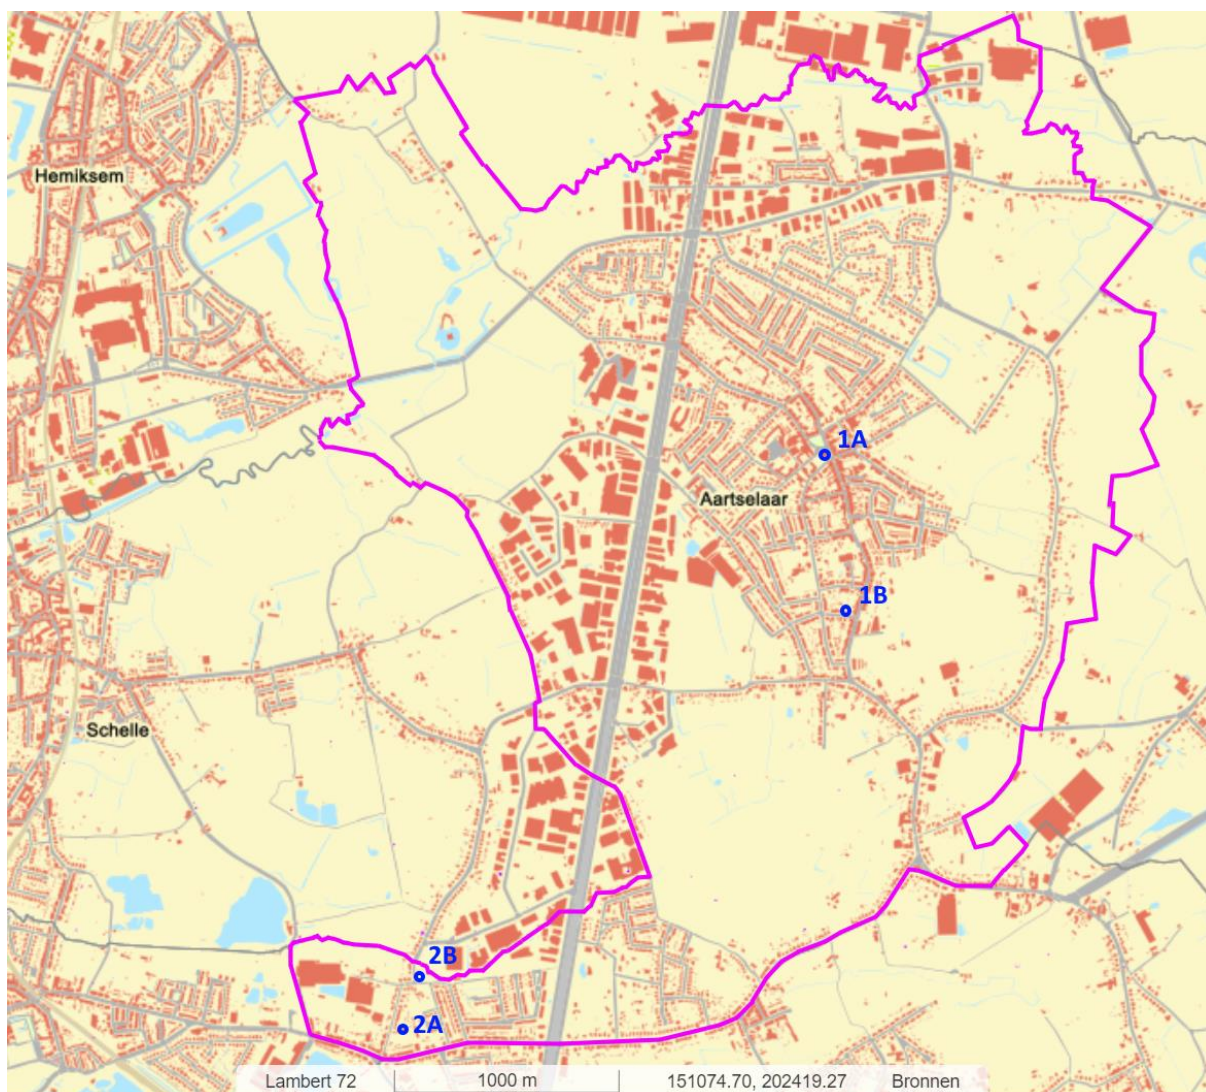 Hemiksem
1A
Aartselaar
1B
Schelle
2B
2A
Lambert 72 1000 m 151074.70, 202419.27 Bronnen